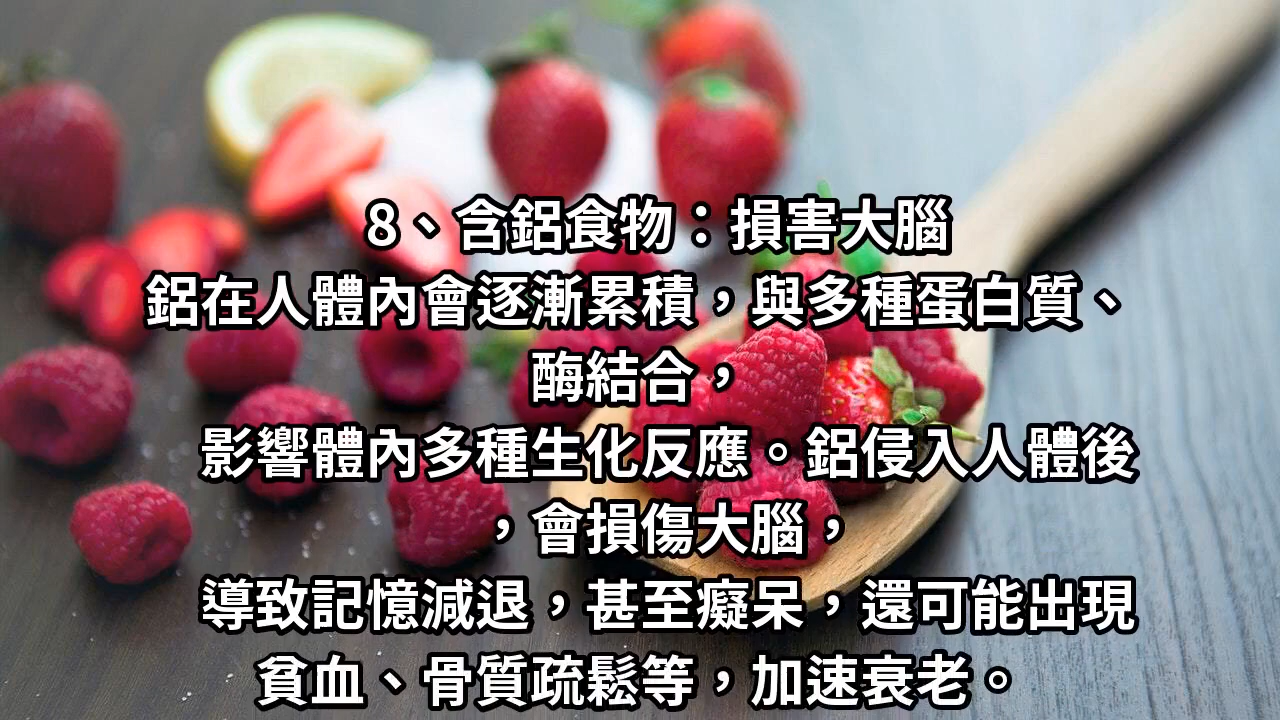 8、含鋁食物：損害大腦
鋁在人體內會逐漸累積，與多種蛋白質、
酶結合，
影響體內多種生化反應。鋁侵入人體後
，會損傷大腦，
導致記憶減退，甚至癡呆，還可能出現
貧血、骨質疏鬆等，加速衰老。